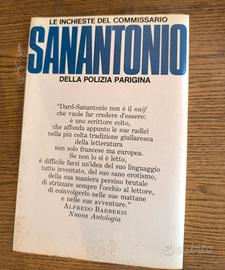 LE INCHIESTE DEL COMMISSARIO
SANANTONIO
DELLA POLIZIA PARIGINA
"Dard-Sanantonio non è il naïf
che vuole far credere d'essere:
è uno scrittore colto,
che affonda appunto le sue radici
nella più colta tradizione giullaresca
della letteratura
non solo francese ma europea.
Se non lo si è letto,
è difficile farsi un'idea del suo linguaggio
tutto inventato, del suo sano erotismo,
della sua maniera persino brutale
di strizzare sempre l'occhio al lettore,
di coinvolgerlo nelle sue mattane
e nelle sue avventure."
ALFREDO BARBERIS
Nuova Antologia
subito